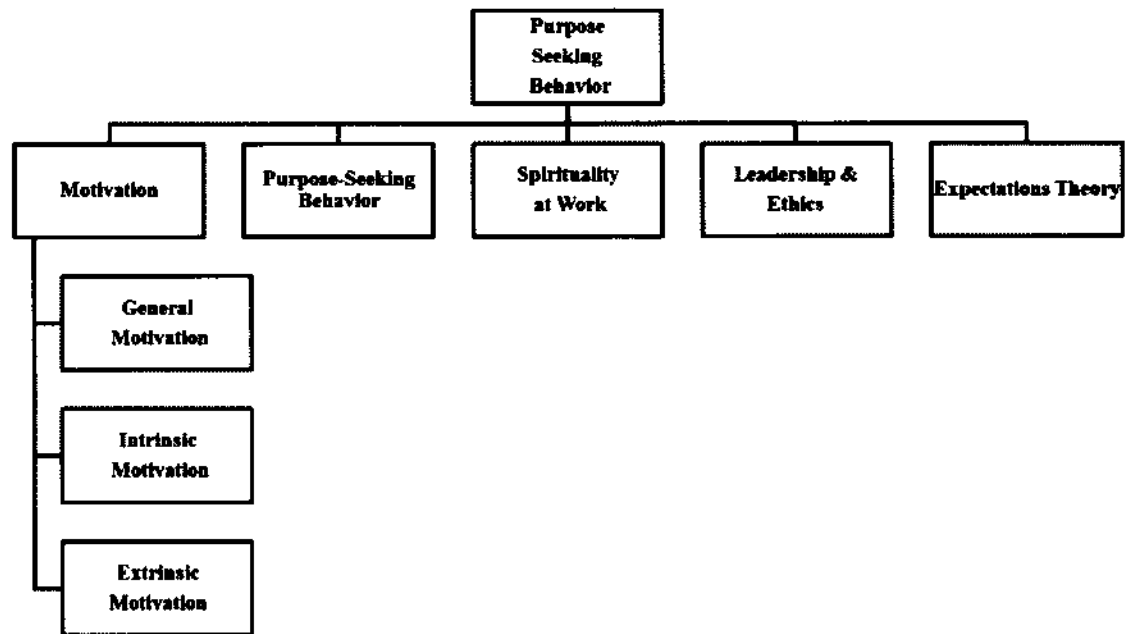 Purpose
Seeking
Behavior
Motivation
Purpose-Seeking
Behavior
Spirituality
at Work
Leadership &
Ethics
Expectations Theory
General
Motivation
Intrinsic
Motivation
Extrinsic
Motivation